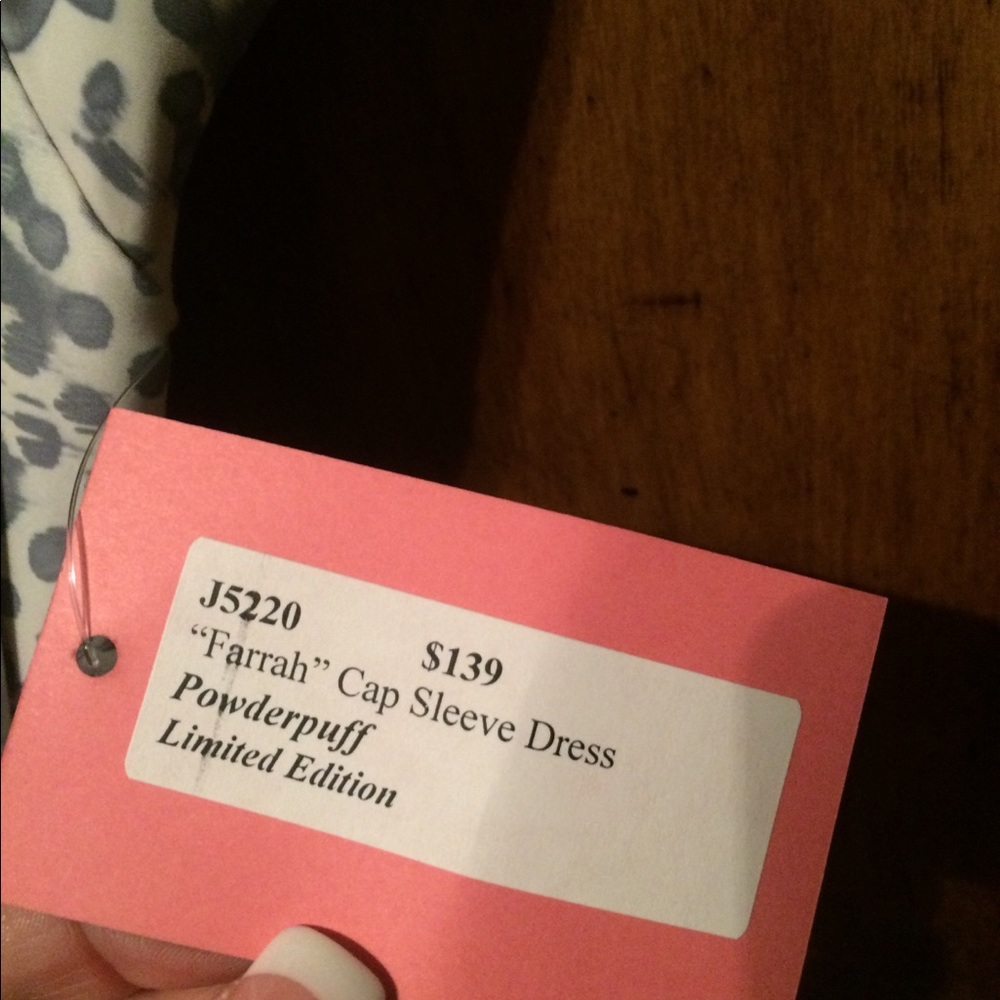 J5220 $139
“Farrah” Cap Sleeve Dress
Powderpuff
Limited Edition